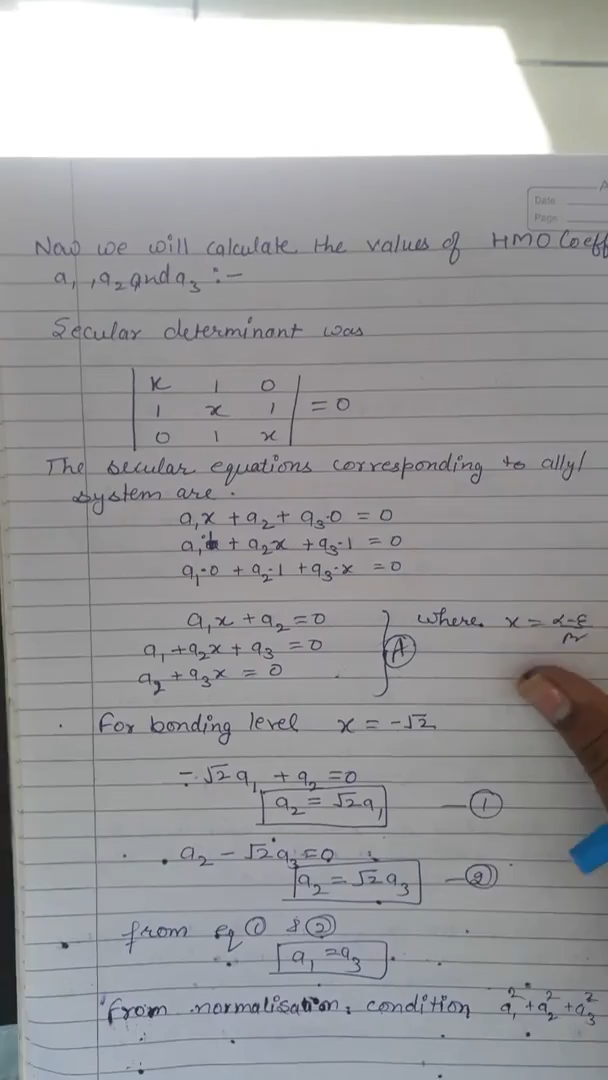 Date
Page
Now we will calculate the values of HMO Coeff
a₁, a₂ and a₃ :-
Secular determinant was
| x 1 0 |
| 1 x 1 | = 0
| 0 1 x |
The secular equations corresponding to allyl
system are.
a₁x + a₂ + a₃·0 = 0
a₁ + a₂x + a₃·1 = 0
a₁·0 + a₂·1 + a₃·x = 0
a₁x + a₂ = 0 } where x = α-E/β
a₁ + a₂x + a₃ = 0 (A)
a₂ + a₃x = 0
For bonding level x = -√2
-√2a₁ + a₂ = 0
a₂ = √2a₁ — ①
a₂ - √2a₃ = 0
a₂ = √2a₃ — ②
from eq ① & ②
a₁ = a₃
from normalisation condition a₁² + a₂² + a₃²